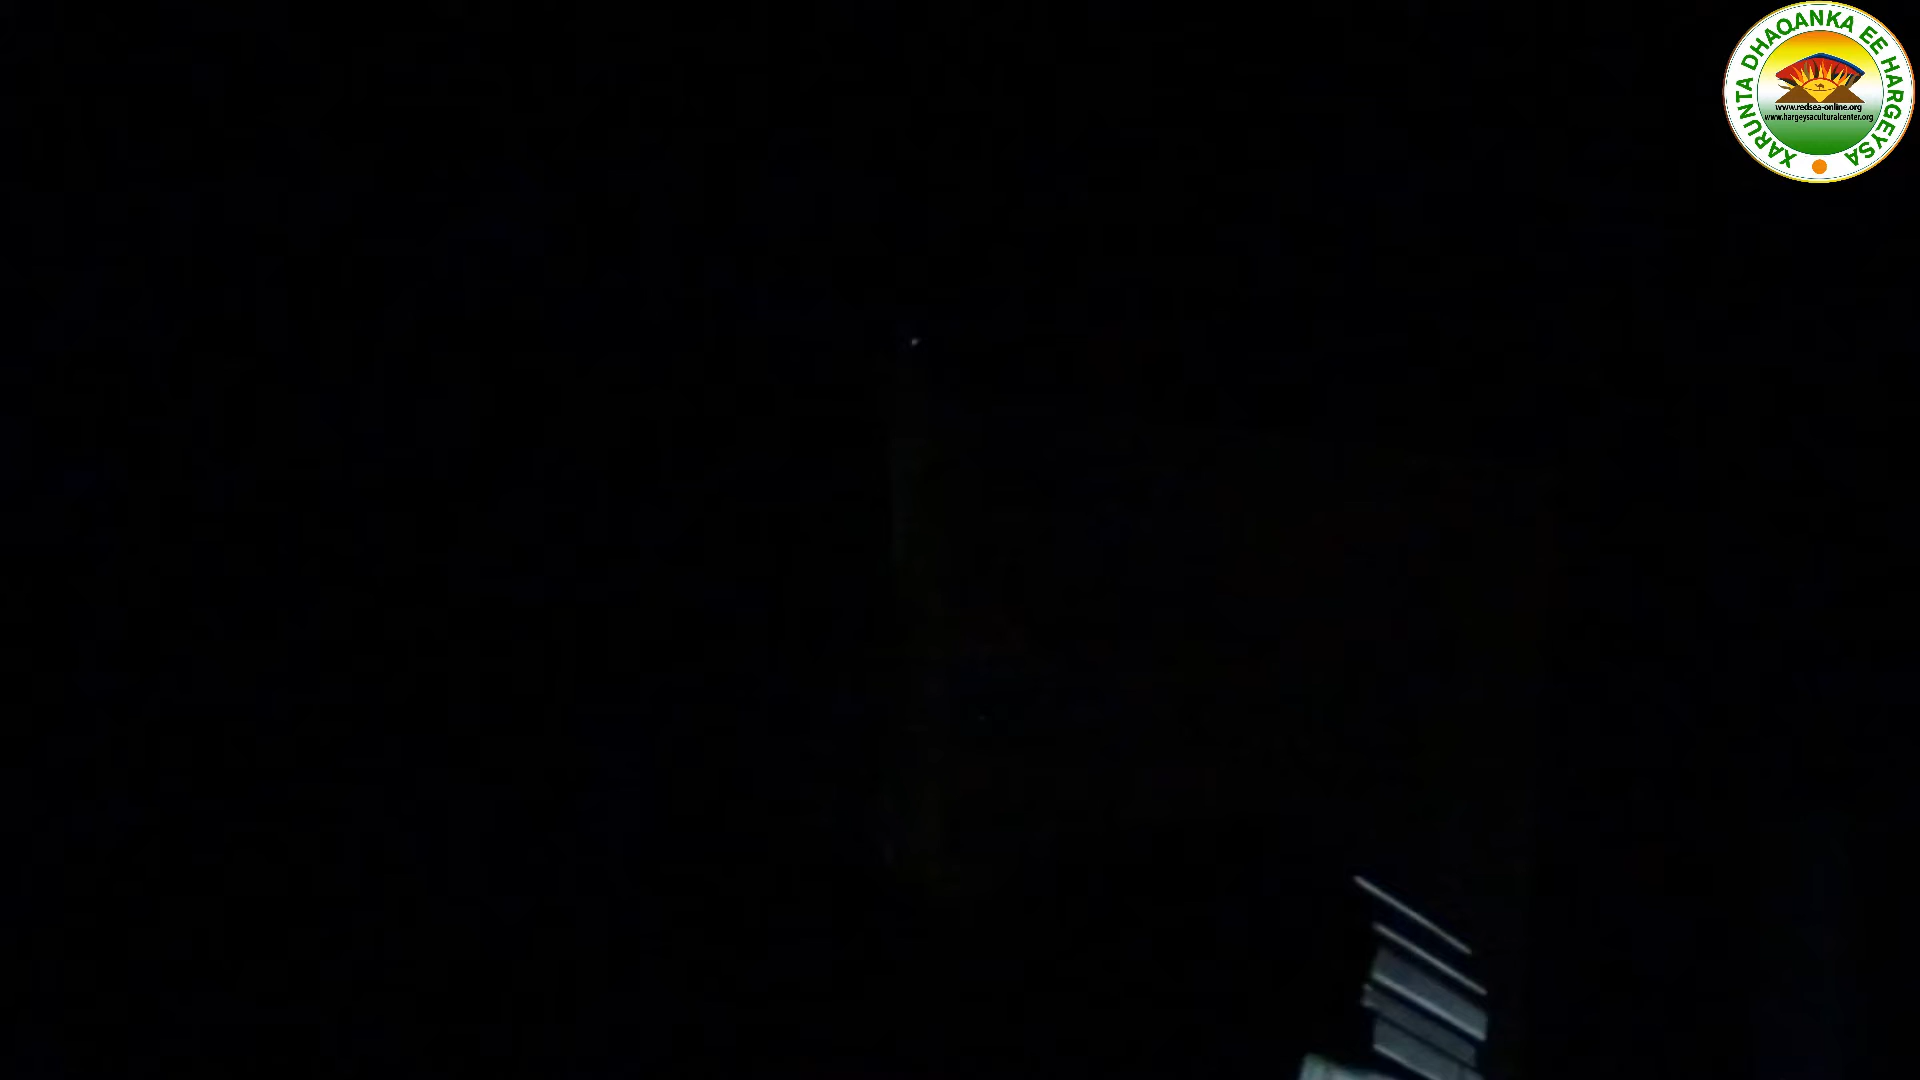 XARUNTA DHAQANKA EE HARGEYSA
www.redsea-online.org
www.hargeysaculturalcenter.org